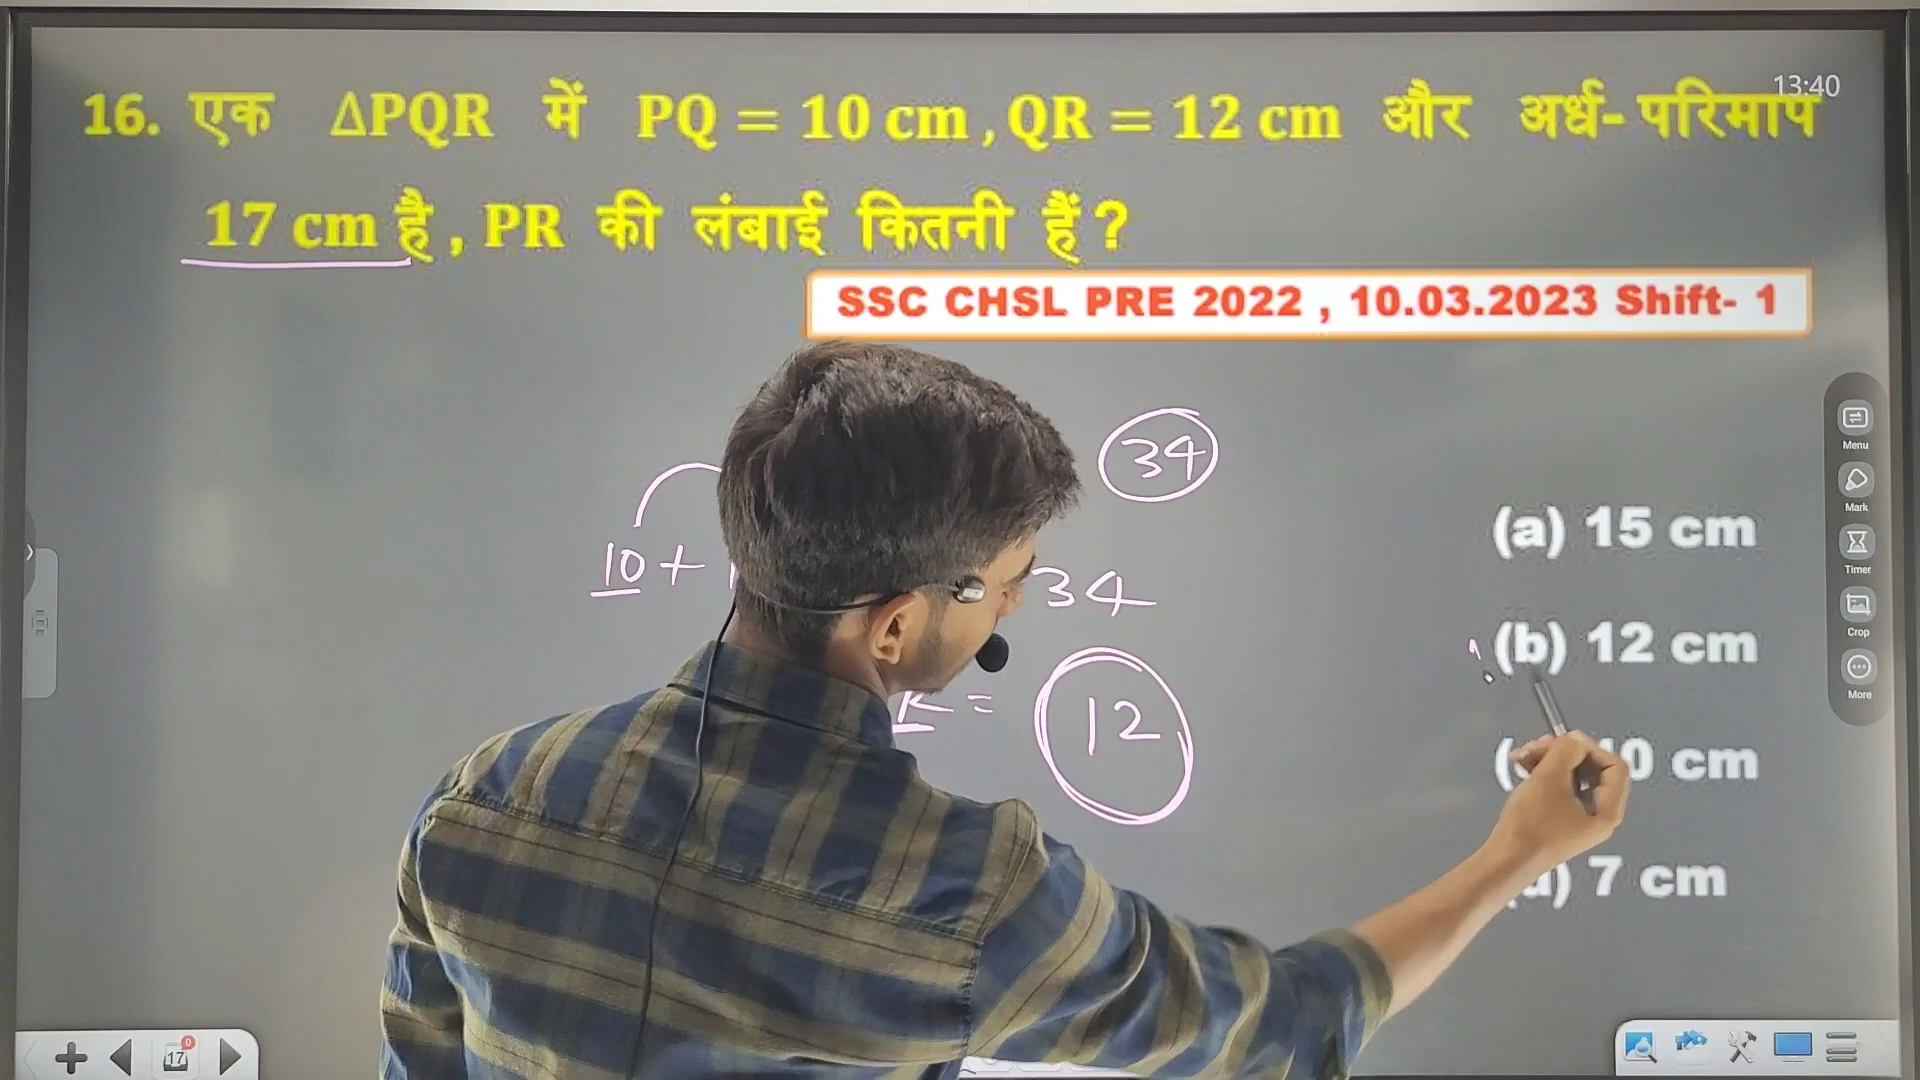 13:40
16. एक ΔPQR में PQ = 10 cm , QR = 12 cm और अर्ध-परिमाप
17 cm है , PR की लंबाई कितनी हैं ?
SSC CHSL PRE 2022 , 10.03.2023 Shift- 1
34
10 +
34
=
12
(a) 15 cm
(b) 12 cm
cm
7 cm
Menu
Mark
Timer
Crop
More
17
0